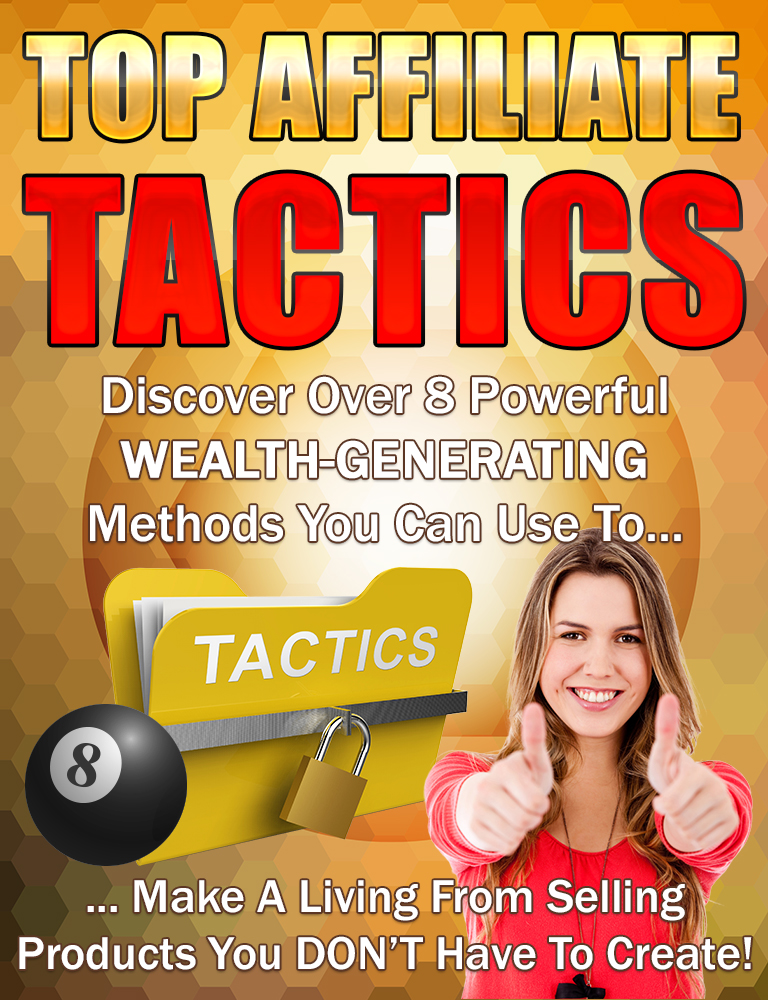 TOP AFFILIATE
TACTICS
Discover Over 8 Powerful
WEALTH-GENERATING
Methods You Can Use To...
TACTICS
8
... Make A Living From Selling
Products You DON'T Have To Create!